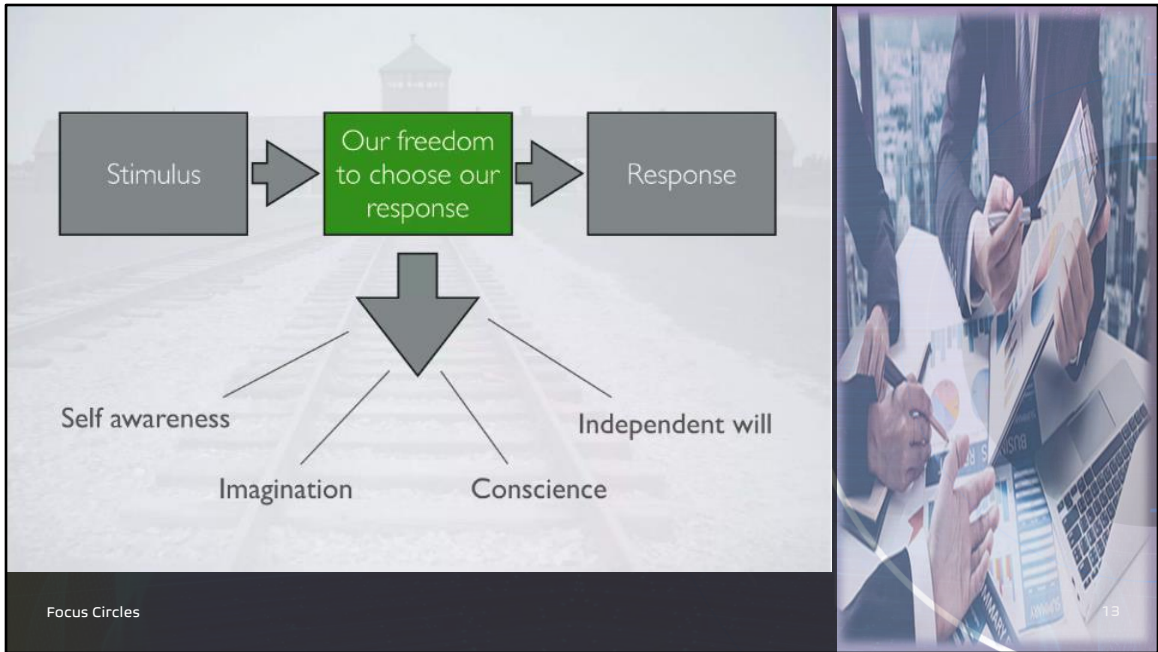 Stimulus
Our freedom
to choose our
response
Response
Self awareness
Independent will
Imagination
Conscience
Focus Circles
13